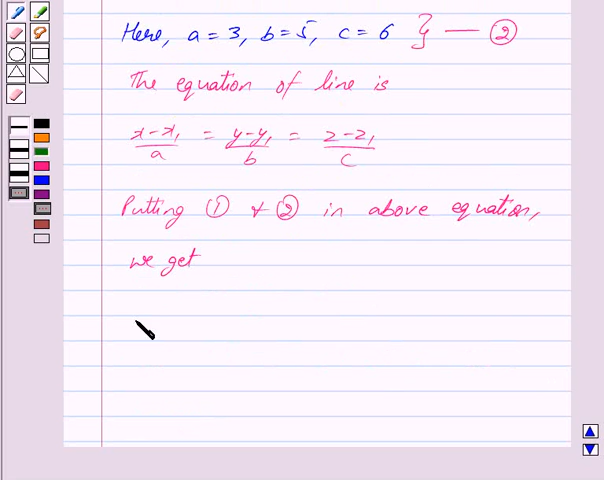 Here, a = 3, b = 5, c = 6 } — ②
The equation of line is
x-x₁/a = y-y₁/b = z-z₁/c
Putting ① & ② in above equation,
we get